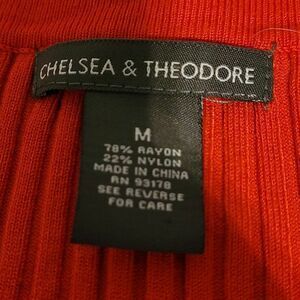 CHELSEA & THEODORE
M
78% RAYON
22% NYLON
MADE IN CHINA
RN 93178
SEE REVERSE
FOR CARE